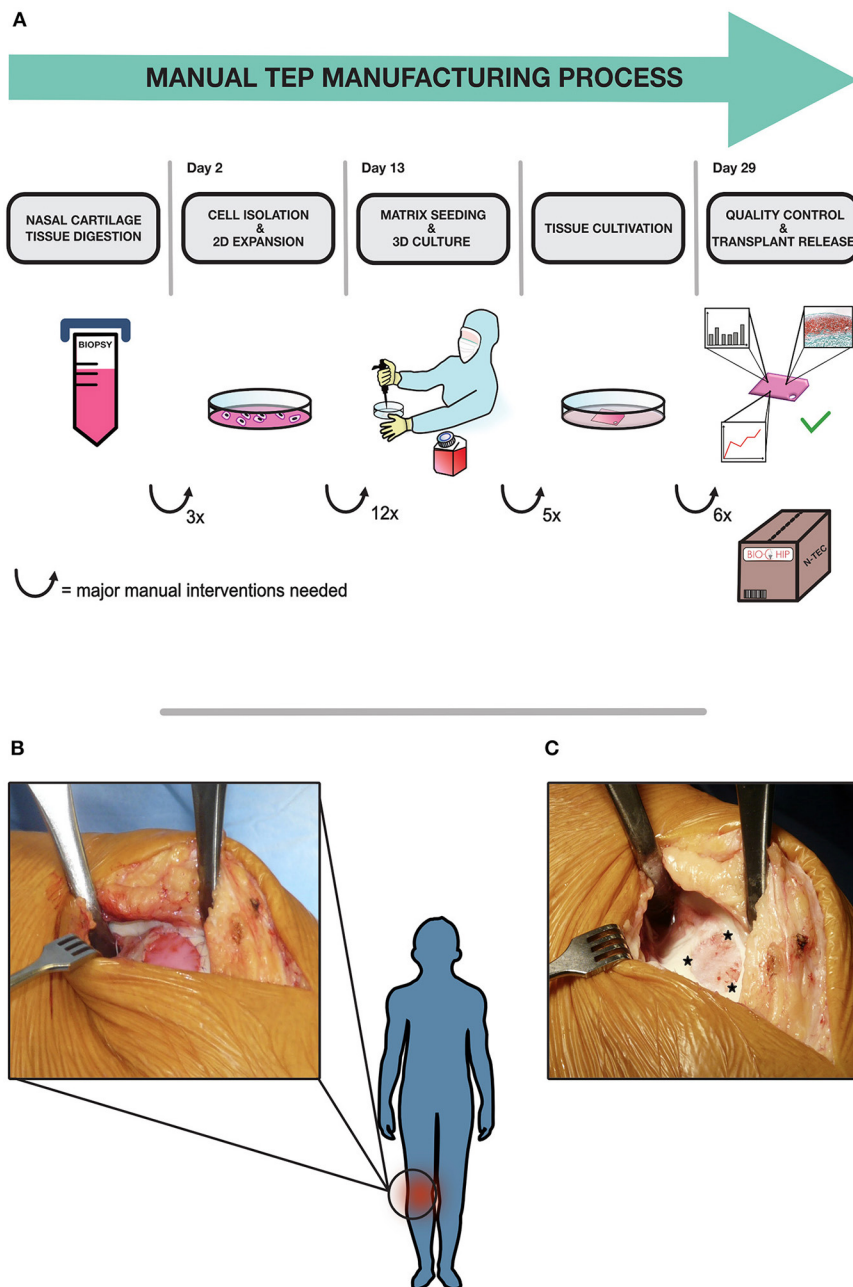 A
MANUAL TEP MANUFACTURING PROCESS
Day 2
Day 13
Day 29
NASAL CARTILAGE
TISSUE DIGESTION
CELL ISOLATION
&
2D EXPANSION
MATRIX SEEDING
&
3D CULTURE
TISSUE CULTIVATION
QUALITY CONTROL
&
TRANSPLANT RELEASE
BIOPSY
3x
12x
5x
6x
BIO HIP
N-TEC
= major manual interventions needed
B
C